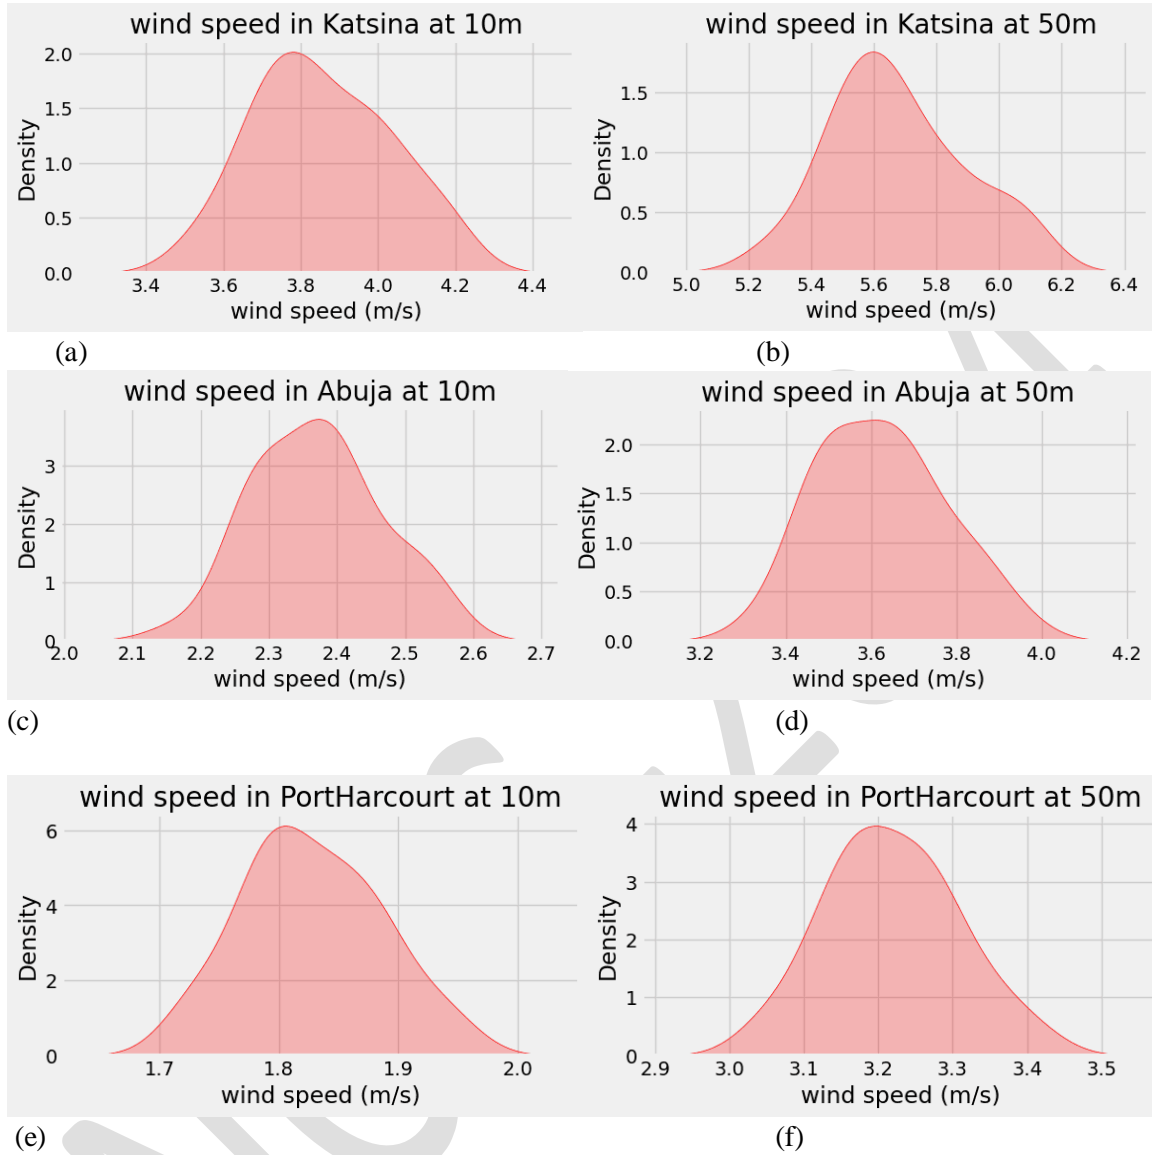 wind speed in Katsina at 10m
2.0
1.5
1.0
0.5
0.0
Density
3.4 3.6 3.8 4.0 4.2 4.4
wind speed (m/s)
(a)
wind speed in Katsina at 50m
1.5
1.0
0.5
0.0
Density
5.0 5.2 5.4 5.6 5.8 6.0 6.2 6.4
wind speed (m/s)
(b)
wind speed in Abuja at 10m
3
2
1
0
Density
2.0 2.1 2.2 2.3 2.4 2.5 2.6 2.7
wind speed (m/s)
(c)
wind speed in Abuja at 50m
2.0
1.5
1.0
0.5
0.0
Density
3.2 3.4 3.6 3.8 4.0 4.2
wind speed (m/s)
(d)
wind speed in PortHarcourt at 10m
6
4
2
0
Density
1.7 1.8 1.9 2.0
wind speed (m/s)
(e)
wind speed in PortHarcourt at 50m
4
3
2
1
0
Density
2.9 3.0 3.1 3.2 3.3 3.4 3.5
wind speed (m/s)
(f)